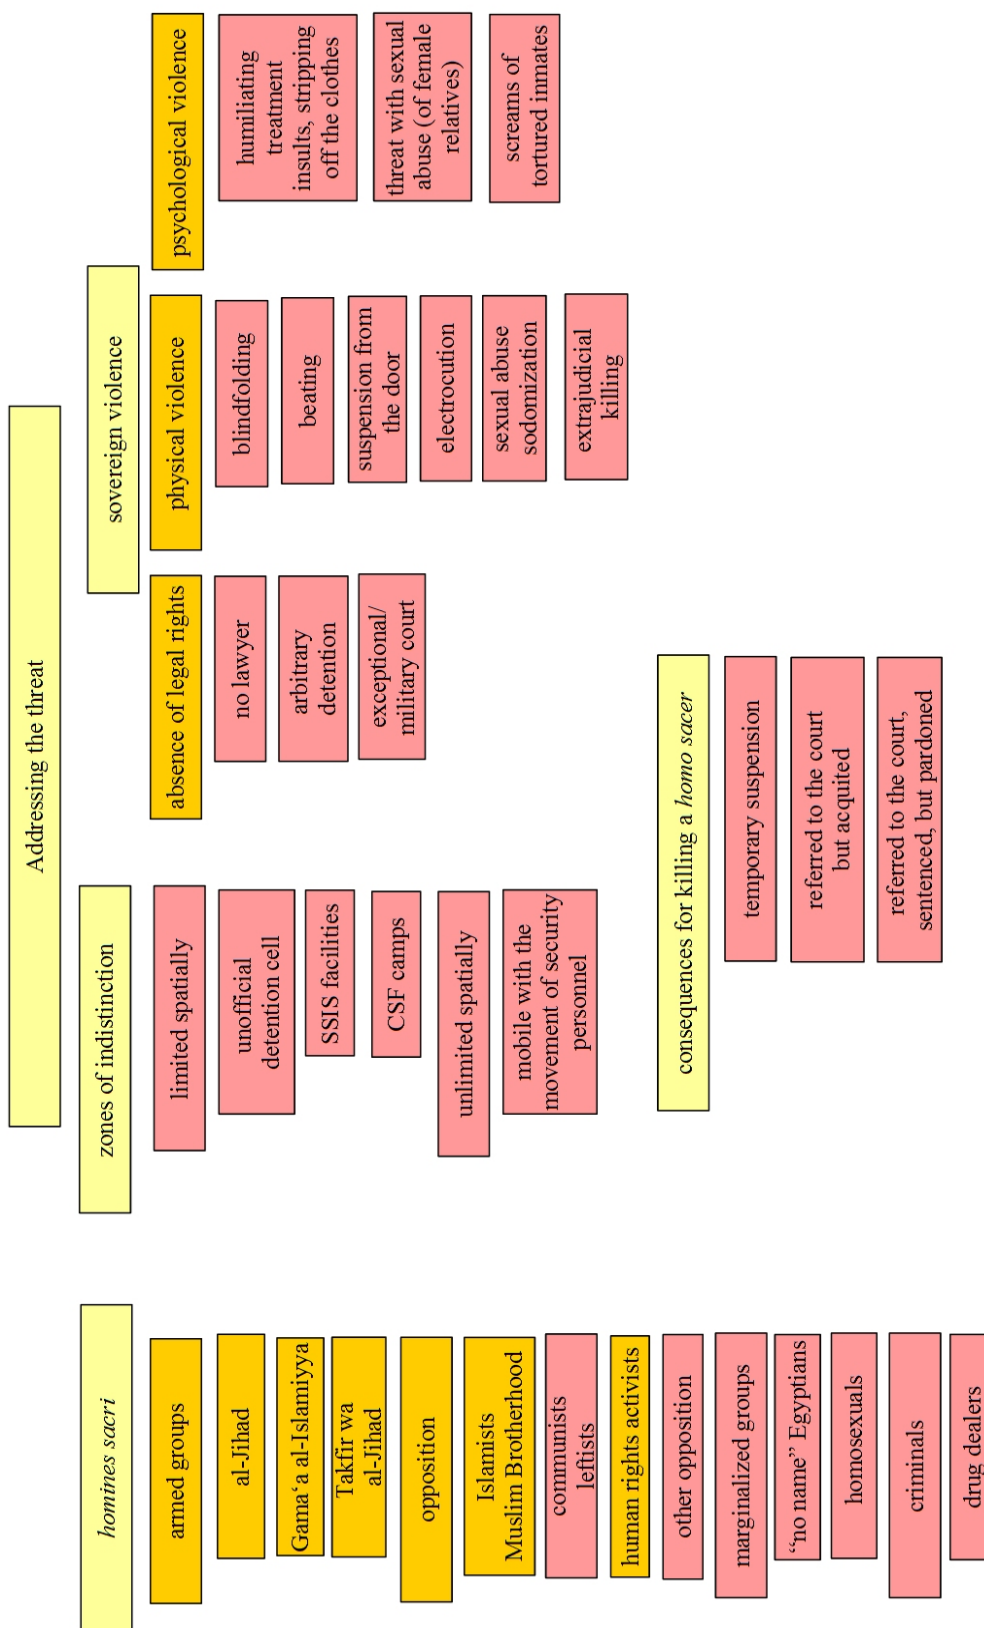 Addressing the threat
homines sacri
armed groups
al-Jihad
Gama‘a al-Islamiyya
Takfir wa
al-Jihad
opposition
Islamists
Muslim Brotherhood
communists
leftists
human rights activists
other opposition
marginalized groups
“no name” Egyptians
homosexuals
criminals
drug dealers
zones of indistinction
limited spatially
unofficial
detention cell
SSIS facilities
CSF camps
unlimited spatially
mobile with the
movement of security
personnel
sovereign violence
absence of legal rights
no lawyer
arbitrary
detention
exceptional/
military court
physical violence
blindfolding
beating
suspension from
the door
electrocution
sexual abuse
sodomization
extrajudicial
killing
psychological violence
humiliating
treatment
insults, stripping
off the clothes
threat with sexual
abuse (of female
relatives)
screams of
tortured inmates
consequences for killing a homo sacer
temporary suspension
referred to the court
but acquited
referred to the court,
sentenced, but pardoned